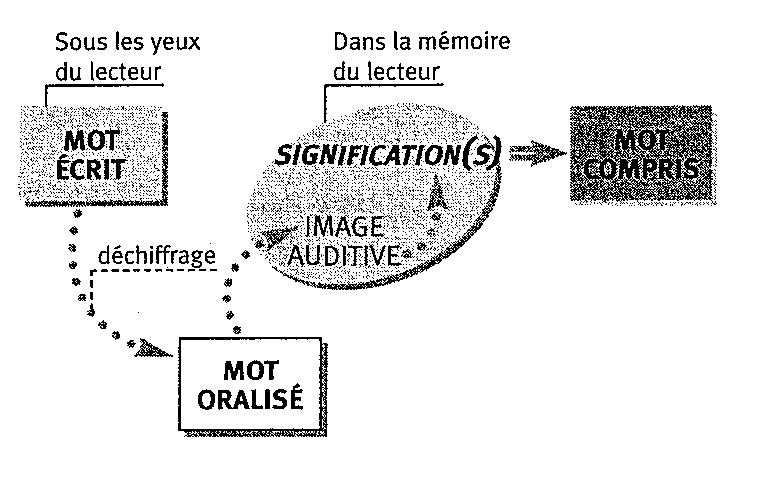 Sous les yeux
du lecteur
Dans la mémoire
du lecteur
MOT
ÉCRIT
SIGNIFICATION(S)
MOT
COMPRIS
IMAGE
AUDITIVE
déchiffrage
MOT
ORALISÉ